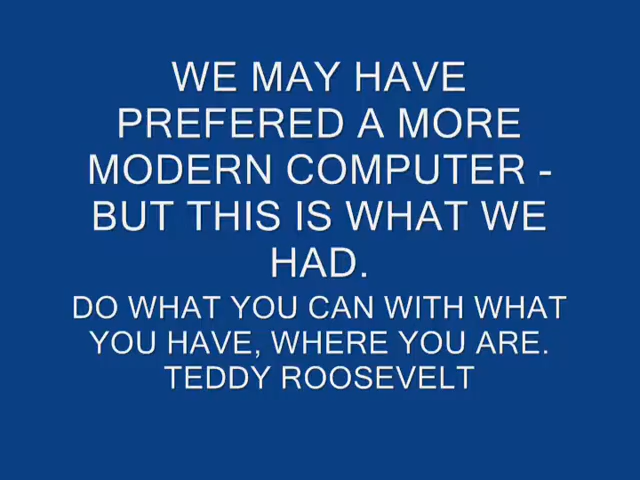 WE MAY HAVE
PREFERED A MORE
MODERN COMPUTER -
BUT THIS IS WHAT WE
HAD.
DO WHAT YOU CAN WITH WHAT
YOU HAVE, WHERE YOU ARE.
TEDDY ROOSEVELT